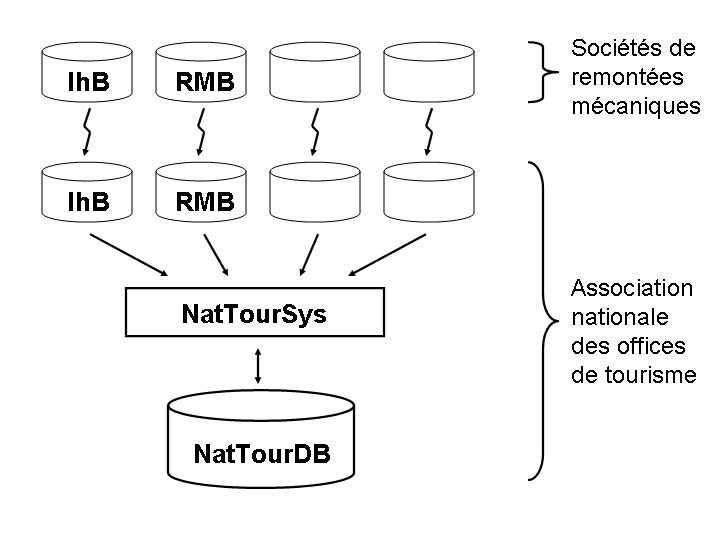 Sociétés de
remontées
mécaniques
IhB
RMB
IhB
RMB
NatTourSys
Association
nationale
des offices
de tourisme
NatTourDB